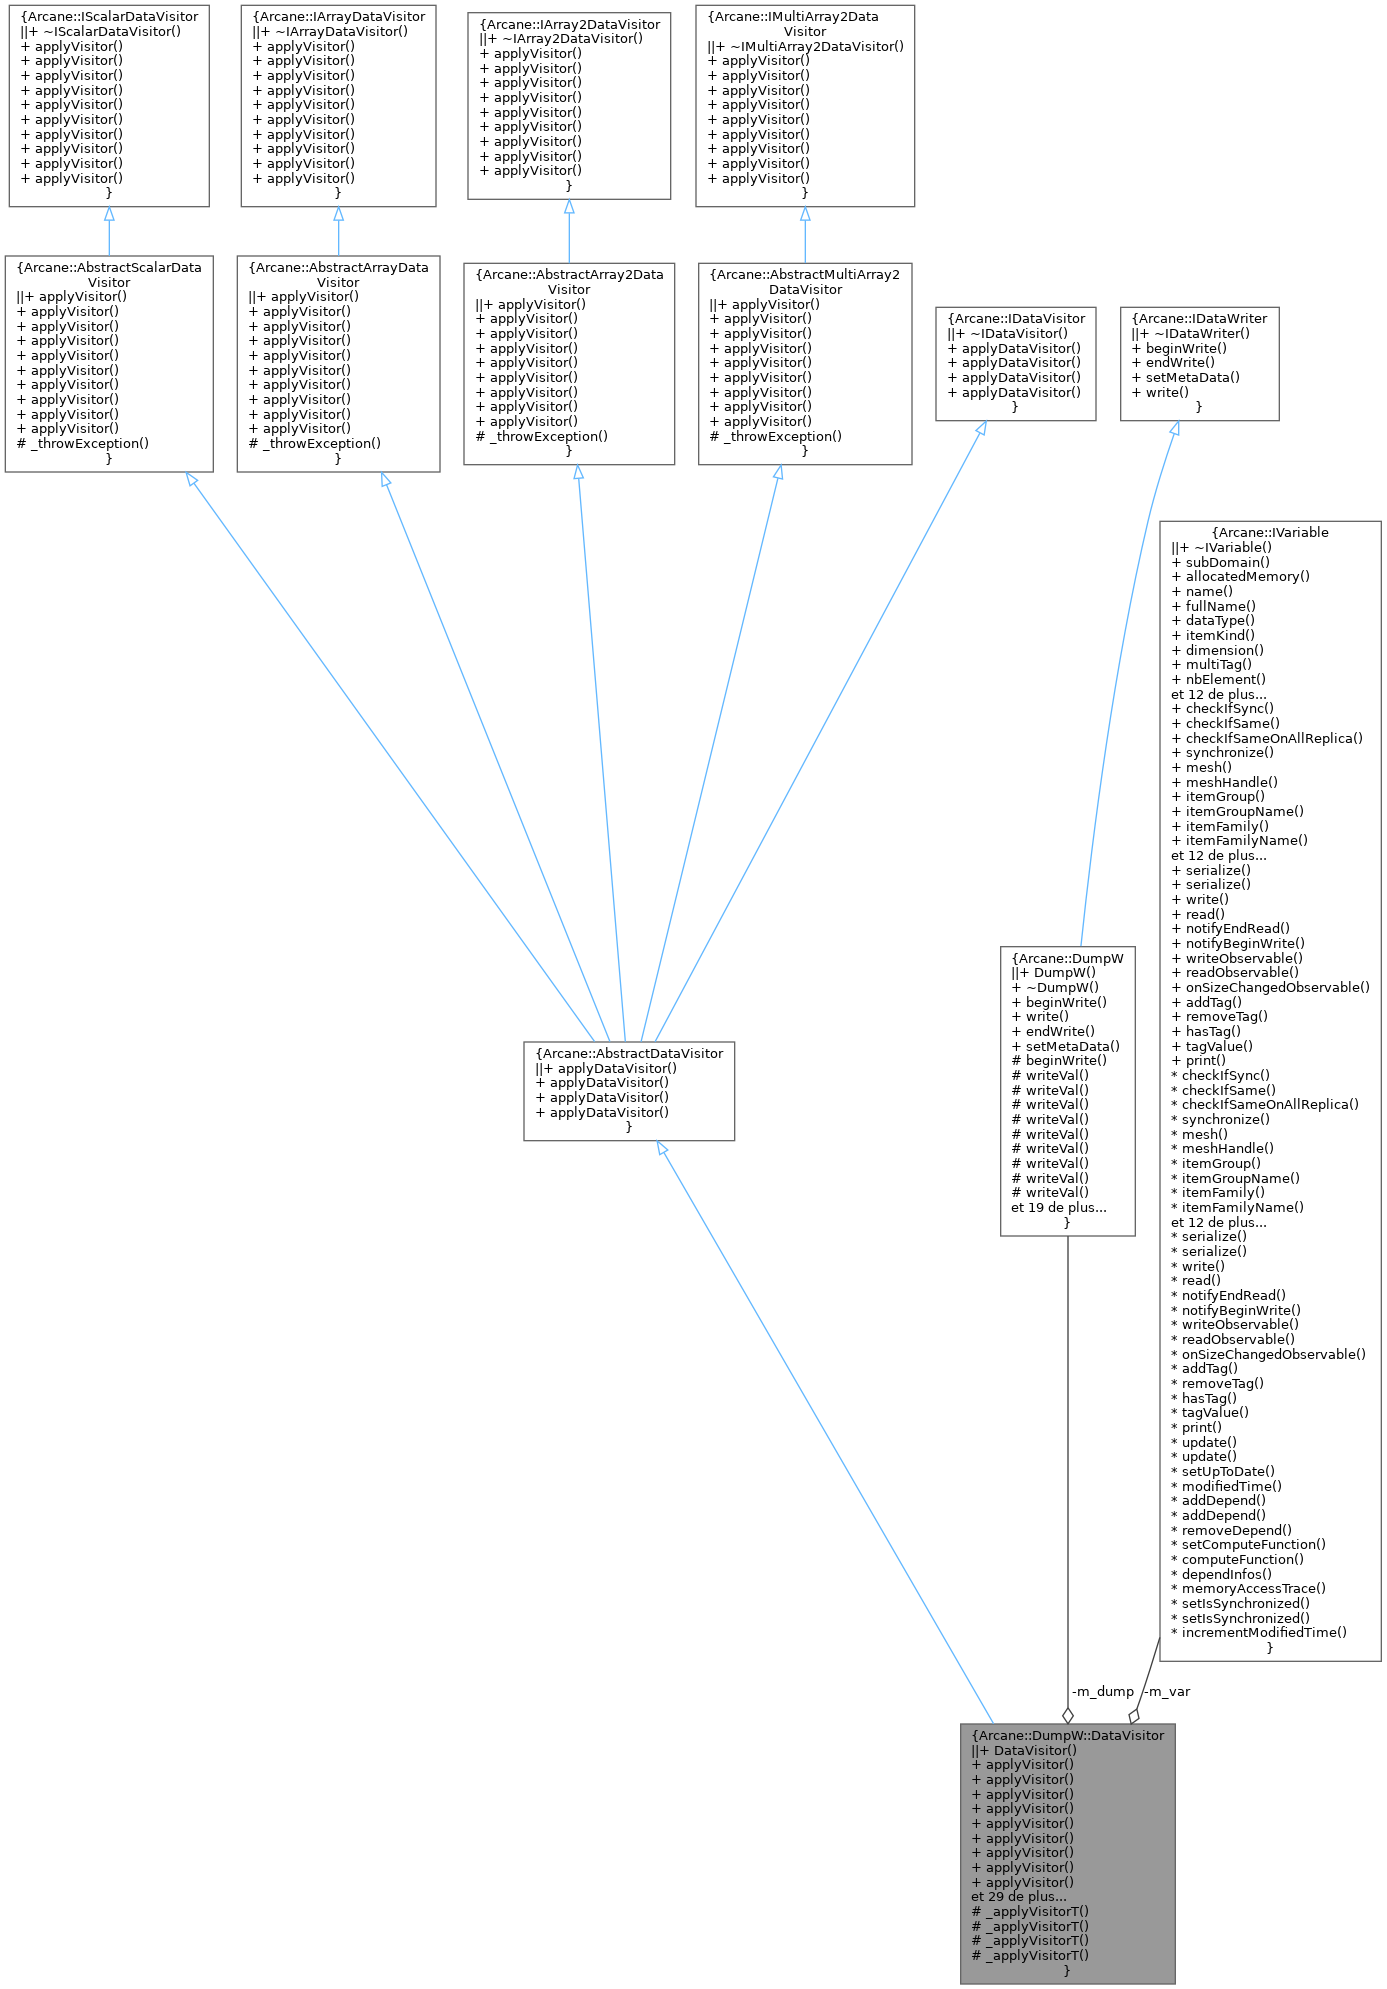 {Arcane::IScalarDataVisitor
||+ ~IScalarDataVisitor()
+ applyVisitor()
+ applyVisitor()
+ applyVisitor()
+ applyVisitor()
+ applyVisitor()
+ applyVisitor()
+ applyVisitor()
+ applyVisitor()
+ applyVisitor()
+ applyVisitor()
}
{Arcane::IArrayDataVisitor
||+ ~IArrayDataVisitor()
+ applyVisitor()
+ applyVisitor()
+ applyVisitor()
+ applyVisitor()
+ applyVisitor()
+ applyVisitor()
+ applyVisitor()
+ applyVisitor()
+ applyVisitor()
+ applyVisitor()
}
{Arcane::IArray2DataVisitor
||+ ~IArray2DataVisitor()
+ applyVisitor()
+ applyVisitor()
+ applyVisitor()
+ applyVisitor()
+ applyVisitor()
+ applyVisitor()
+ applyVisitor()
+ applyVisitor()
+ applyVisitor()
}
{Arcane::IMultiArray2Data
Visitor
||+ ~IMultiArray2DataVisitor()
+ applyVisitor()
+ applyVisitor()
+ applyVisitor()
+ applyVisitor()
+ applyVisitor()
+ applyVisitor()
+ applyVisitor()
+ applyVisitor()
+ applyVisitor()
}
{Arcane::AbstractScalarData
Visitor
||+ applyVisitor()
+ applyVisitor()
+ applyVisitor()
+ applyVisitor()
+ applyVisitor()
+ applyVisitor()
+ applyVisitor()
+ applyVisitor()
+ applyVisitor()
+ applyVisitor()
# _throwException()
}
{Arcane::AbstractArrayData
Visitor
||+ applyVisitor()
+ applyVisitor()
+ applyVisitor()
+ applyVisitor()
+ applyVisitor()
+ applyVisitor()
+ applyVisitor()
+ applyVisitor()
+ applyVisitor()
+ applyVisitor()
# _throwException()
}
{Arcane::AbstractArray2Data
Visitor
||+ applyVisitor()
+ applyVisitor()
+ applyVisitor()
+ applyVisitor()
+ applyVisitor()
+ applyVisitor()
+ applyVisitor()
+ applyVisitor()
+ applyVisitor()
# _throwException()
}
{Arcane::AbstractMultiArray2
DataVisitor
||+ applyVisitor()
+ applyVisitor()
+ applyVisitor()
+ applyVisitor()
+ applyVisitor()
+ applyVisitor()
+ applyVisitor()
+ applyVisitor()
+ applyVisitor()
# _throwException()
}
{Arcane::IDataVisitor
||+ ~IDataVisitor()
+ applyDataVisitor()
+ applyDataVisitor()
+ applyDataVisitor()
+ applyDataVisitor()
}
{Arcane::IDataWriter
||+ ~IDataWriter()
+ beginWrite()
+ endWrite()
+ setMetaData()
+ write()
}
{Arcane::IVariable
||+ ~IVariable()
+ subDomain()
+ allocatedMemory()
+ name()
+ fullName()
+ dataType()
+ itemKind()
+ dimension()
+ multiTag()
+ nbElement()
et 12 de plus...
+ checkIfSync()
+ checkIfSame()
+ checkIfSameOnAllReplica()
+ synchronize()
+ mesh()
+ meshHandle()
+ itemGroup()
+ itemGroupName()
+ itemFamily()
+ itemFamilyName()
et 12 de plus...
+ serialize()
+ serialize()
+ write()
+ read()
+ notifyEndRead()
+ notifyBeginWrite()
+ writeObservable()
+ readObservable()
+ onSizeChangedObservable()
+ addTag()
+ removeTag()
+ hasTag()
+ tagValue()
+ print()
* checkIfSync()
* checkIfSame()
* checkIfSameOnAllReplica()
* synchronize()
* mesh()
* meshHandle()
* itemGroup()
* itemGroupName()
* itemFamily()
* itemFamilyName()
et 12 de plus...
* serialize()
* serialize()
* write()
* read()
* notifyEndRead()
* notifyBeginWrite()
* writeObservable()
* readObservable()
* onSizeChangedObservable()
* addTag()
* removeTag()
* hasTag()
* tagValue()
* print()
* update()
* update()
* setUpToDate()
* modifiedTime()
* addDepend()
* addDepend()
* removeDepend()
* setComputeFunction()
* computeFunction()
* dependInfos()
* memoryAccessTrace()
* setIsSynchronized()
* setIsSynchronized()
* incrementModifiedTime()
}
{Arcane::DumpW
||+ DumpW()
+ ~DumpW()
+ beginWrite()
+ write()
+ endWrite()
+ setMetaData()
# beginWrite()
# writeVal()
# writeVal()
# writeVal()
# writeVal()
# writeVal()
# writeVal()
# writeVal()
# writeVal()
# writeVal()
et 19 de plus...
}
{Arcane::AbstractDataVisitor
||+ applyDataVisitor()
+ applyDataVisitor()
+ applyDataVisitor()
+ applyDataVisitor()
}
-m_dump
-m_var
{Arcane::DumpW::DataVisitor
||+ DataVisitor()
+ applyVisitor()
+ applyVisitor()
+ applyVisitor()
+ applyVisitor()
+ applyVisitor()
+ applyVisitor()
+ applyVisitor()
+ applyVisitor()
+ applyVisitor()
et 29 de plus...
# _applyVisitorT()
# _applyVisitorT()
# _applyVisitorT()
# _applyVisitorT()
}